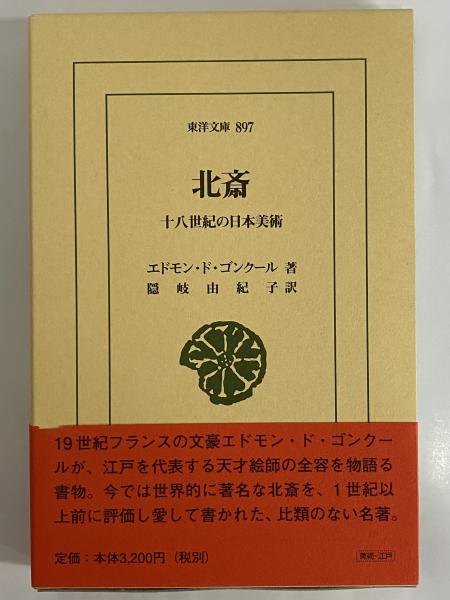 東洋文庫 897
北斎
十八世紀の日本美術
エドモン・ド・ゴンクール 著
隠岐由紀子 訳
19世紀フランスの文豪エドモン・ド・ゴンクー
ルが、江戸を代表する天才絵師の全容を物語る
書物。今では世界的に著名な北斎を、1世紀以
上前に評価し愛して書かれた、比類のない名著。
定価:本体3,200円(税別)
美術・江戸